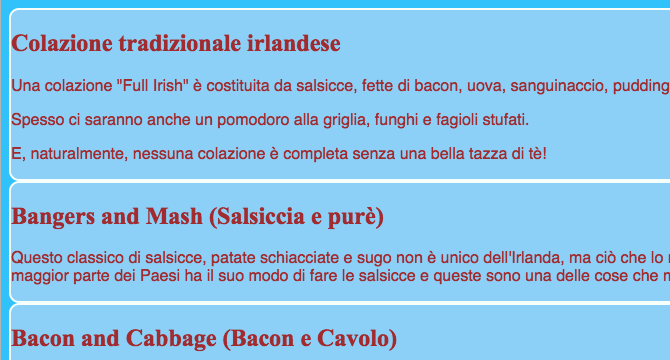 Colazione tradizionale irlandese
Una colazione "Full Irish" è costituita da salsicce, fette di bacon, uova, sanguinaccio, pudding
Spesso ci saranno anche un pomodoro alla griglia, funghi e fagioli stufati.
E, naturalmente, nessuna colazione è completa senza una bella tazza di tè!
Bangers and Mash (Salsiccia e purè)
Questo classico di salsicce, patate schiacciate e sugo non è unico dell'Irlanda, ma ciò che lo
maggior parte dei Paesi ha il suo modo di fare le salsicce e queste sono una delle cose che
Bacon and Cabbage (Bacon e Cavolo)